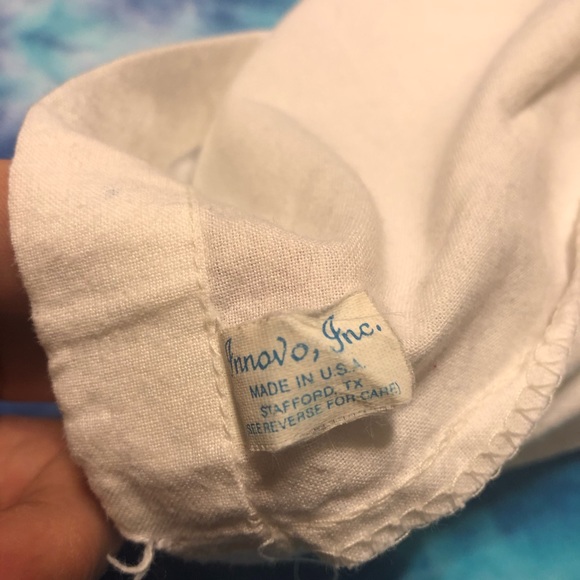 Innovo, Inc.
MADE IN U.S.A.
STAFFORD, TX
(SEE REVERSE FOR CARE)